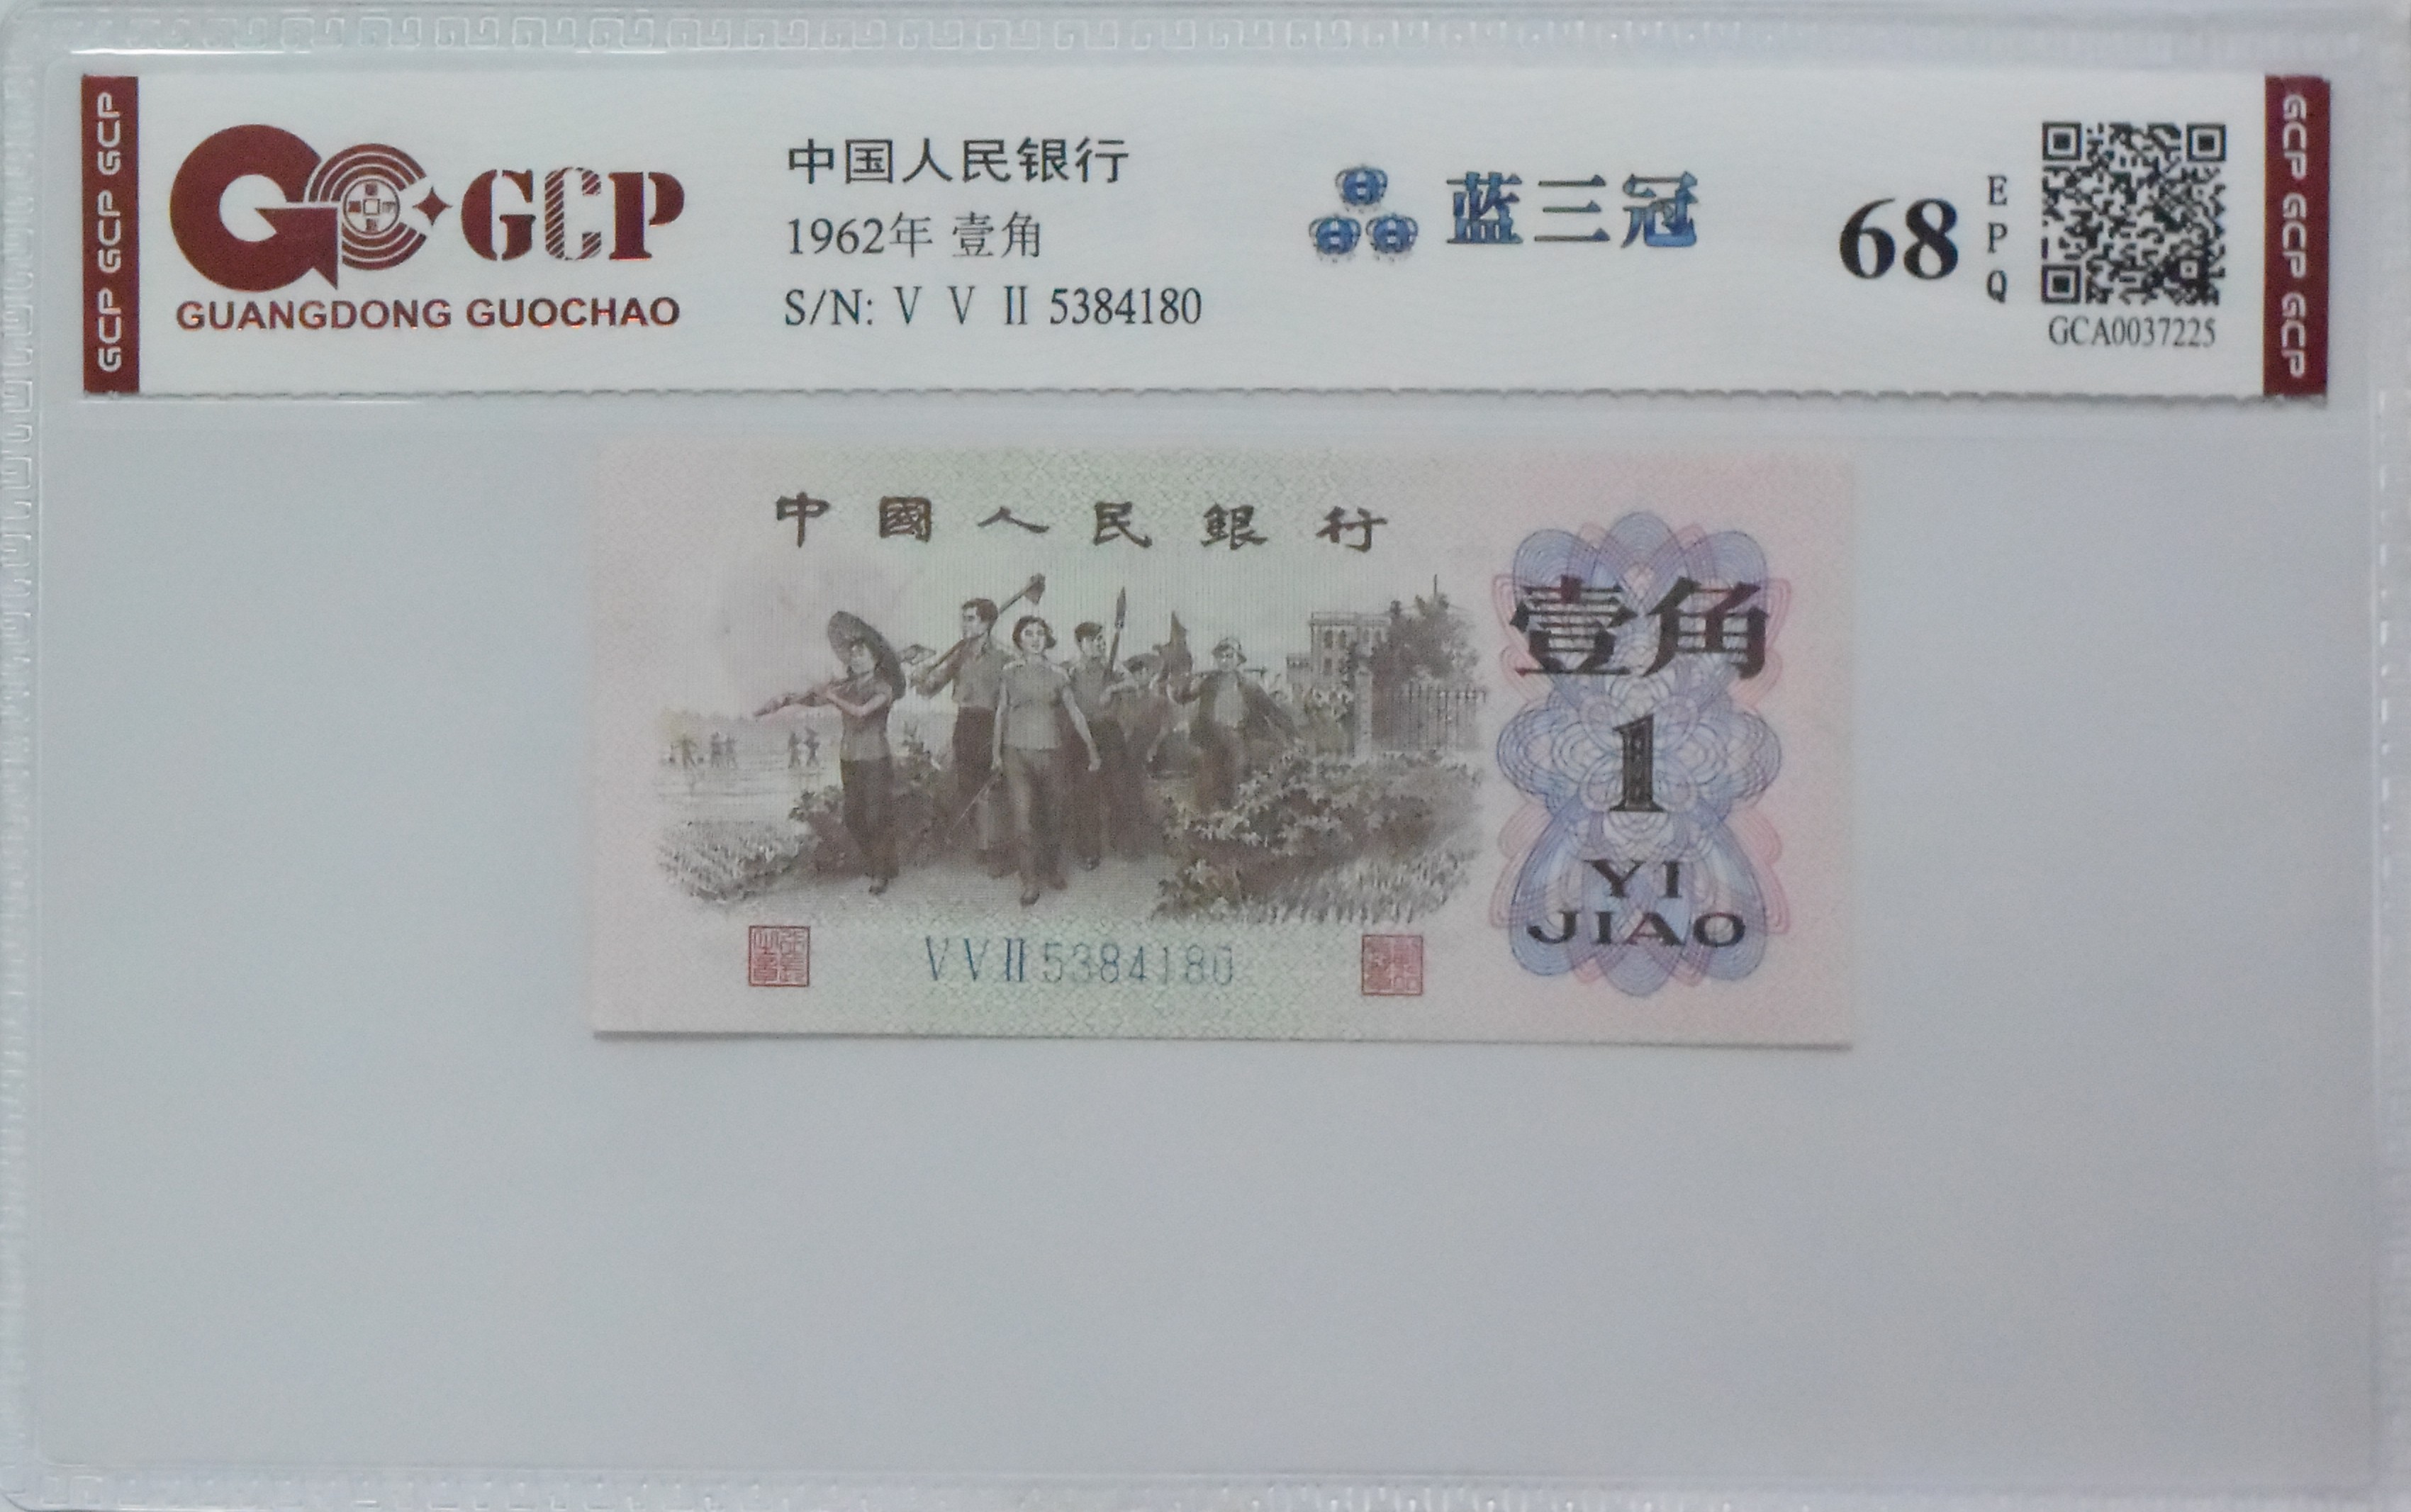 GCP GCP GCP
GCP
GUANGDONG GUOCHAO
中国人民银行
1962年 壹角
S/N: V V II 5384180
蓝三冠
68
EPQ
GCA0037225
GCP GCP GCP
中國人民銀行
壹角
1
YI
JIAO
V V II 5384180